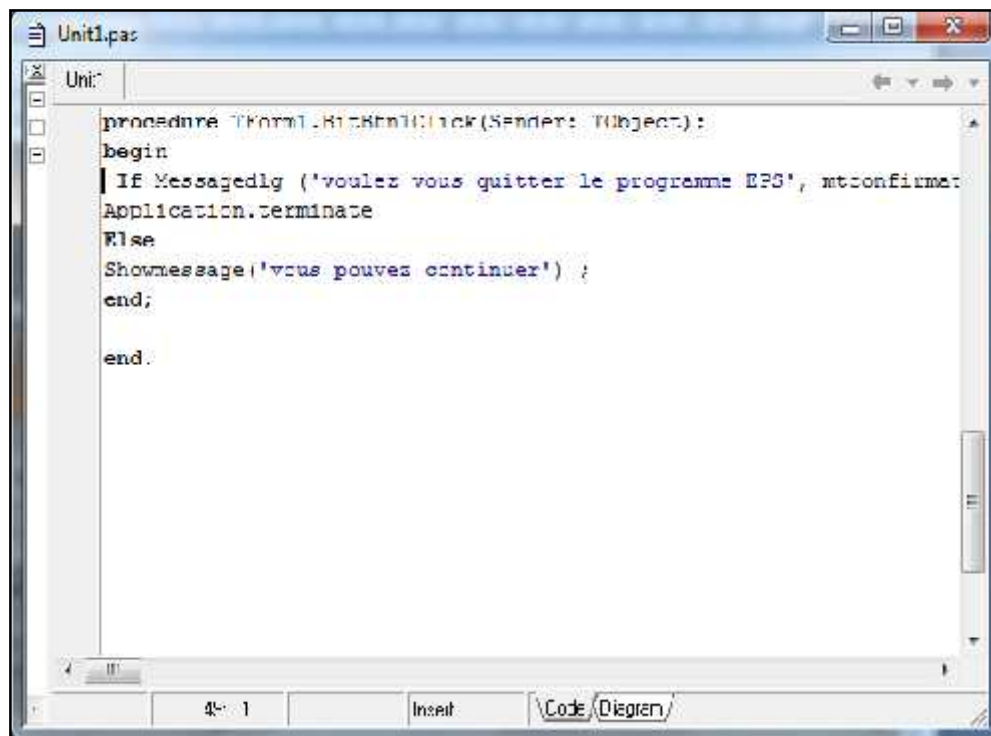 Unit1.pas
procedure TForm1.BitBtn1Click(Sender: TObject);
begin
If Messagedlg ('voulez vous quitter le programme EPS', mtconfirmat
Application.terminate
Else
Showmessage('vous pouvez continuer') ;
end;
end.
Insert
Code
Diagram